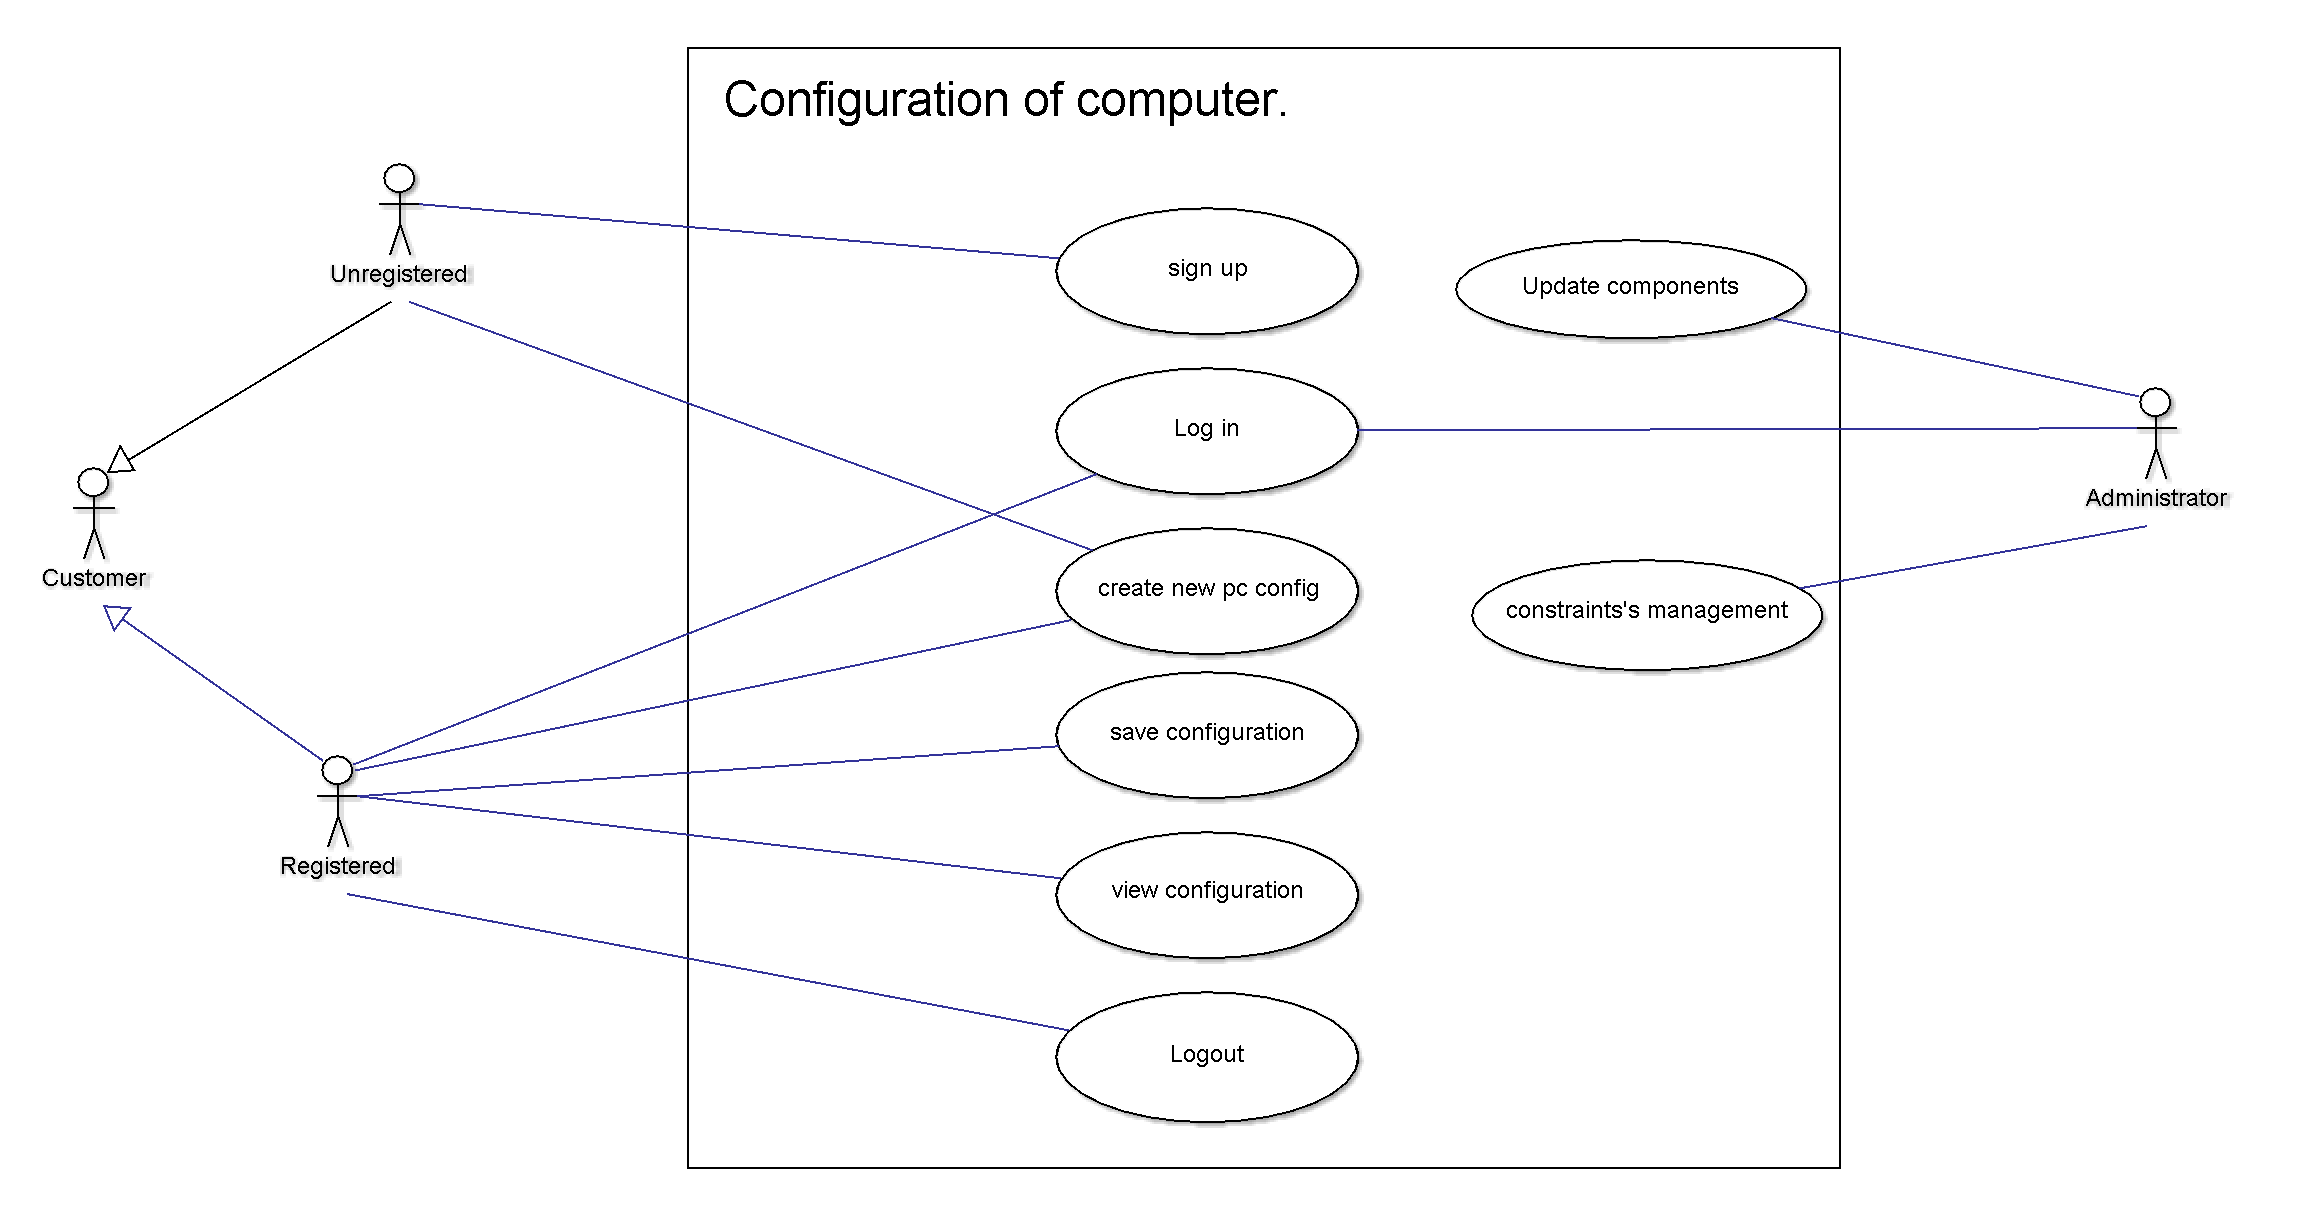 Configuration of computer.
Unregistered
sign up
Update components
Log in
Administrator
Customer
create new pc config
constraints's management
save configuration
Registered
view configuration
Logout